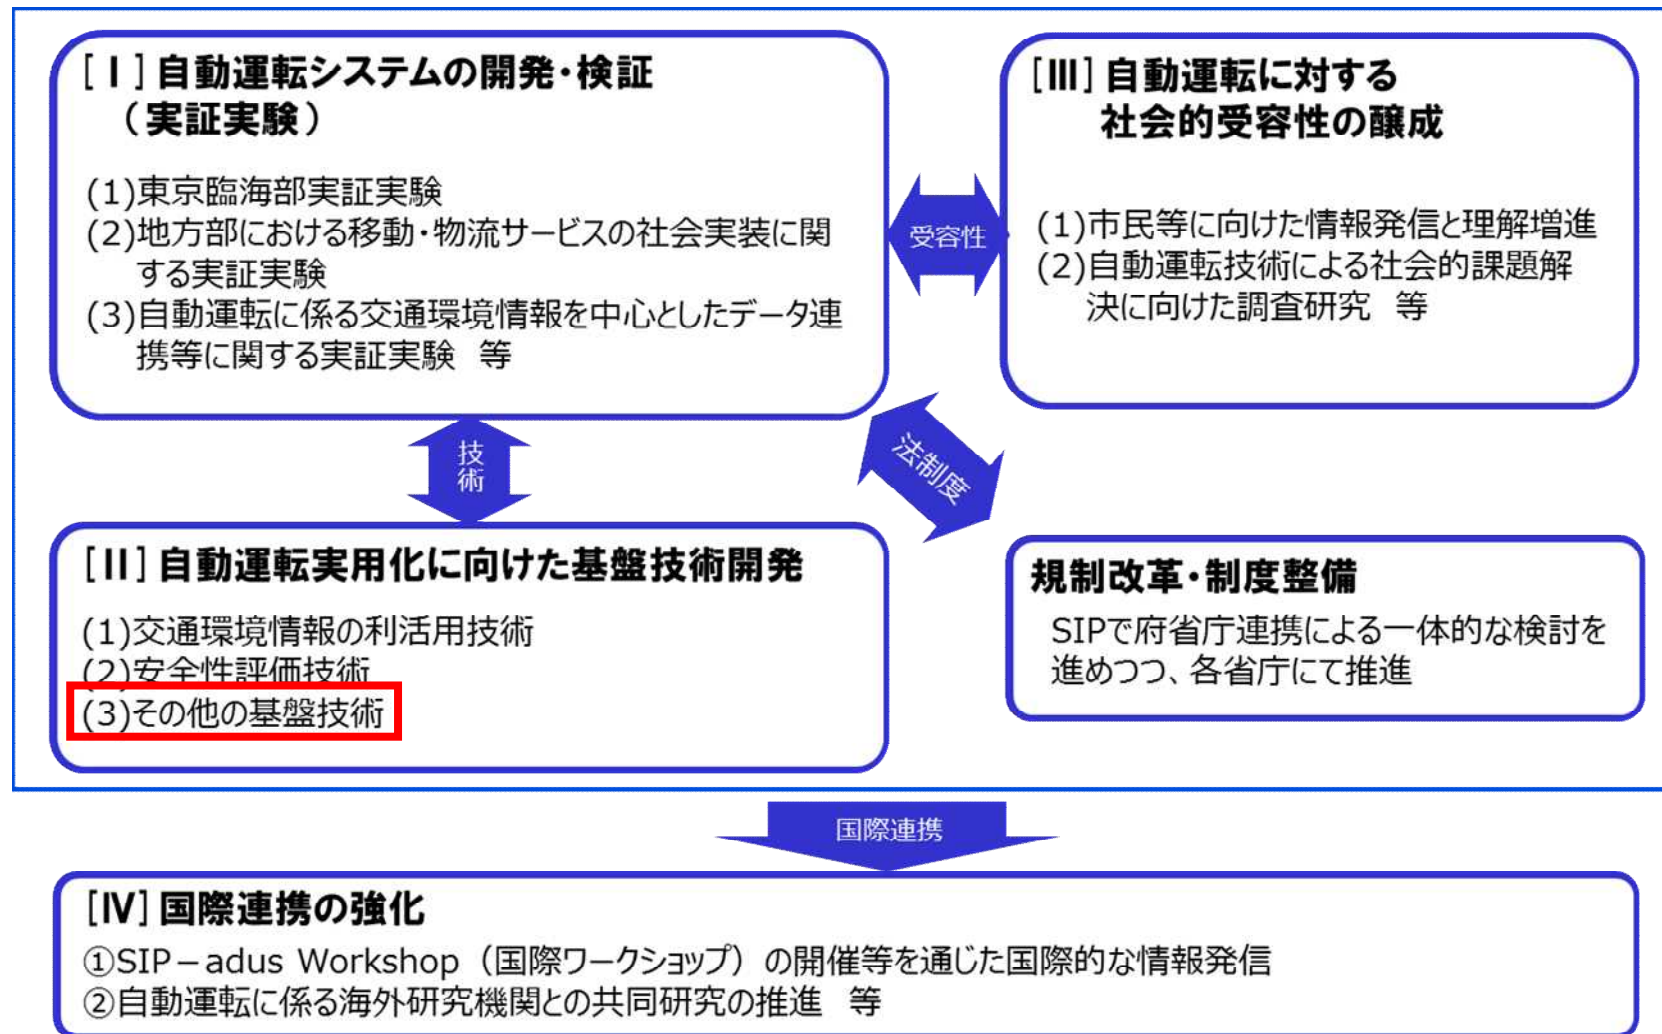 [Ⅰ]自動運転システムの開発・検証
（実証実験）
(1)東京臨海部実証実験
(2)地方部における移動・物流サービスの社会実装に関
する実証実験
(3)自動運転に係る交通環境情報を中心としたデータ連
携等に関する実証実験 等
受容性
[Ⅲ]自動運転に対する
社会的受容性の醸成
(1)市民等に向けた情報発信と理解増進
(2)自動運転技術による社会的課題解
決に向けた調査研究 等
技術
法制度
[Ⅱ]自動運転実用化に向けた基盤技術開発
(1)交通環境情報の利活用技術
(2)安全性評価技術
(3)その他の基盤技術
規制改革・制度整備
SIPで府省庁連携による一体的な検討を
進めつつ、各省庁にて推進
国際連携
[Ⅳ]国際連携の強化
①SIP－adus Workshop（国際ワークショップ）の開催等を通じた国際的な情報発信
②自動運転に係る海外研究機関との共同研究の推進 等